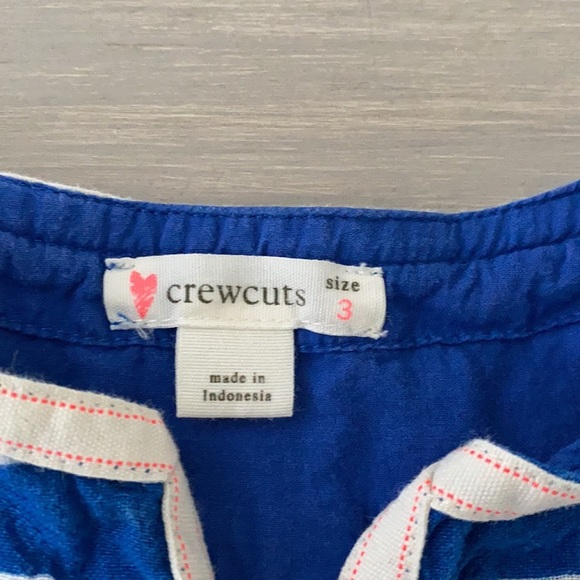 crewcuts
size
3
made in
Indonesia